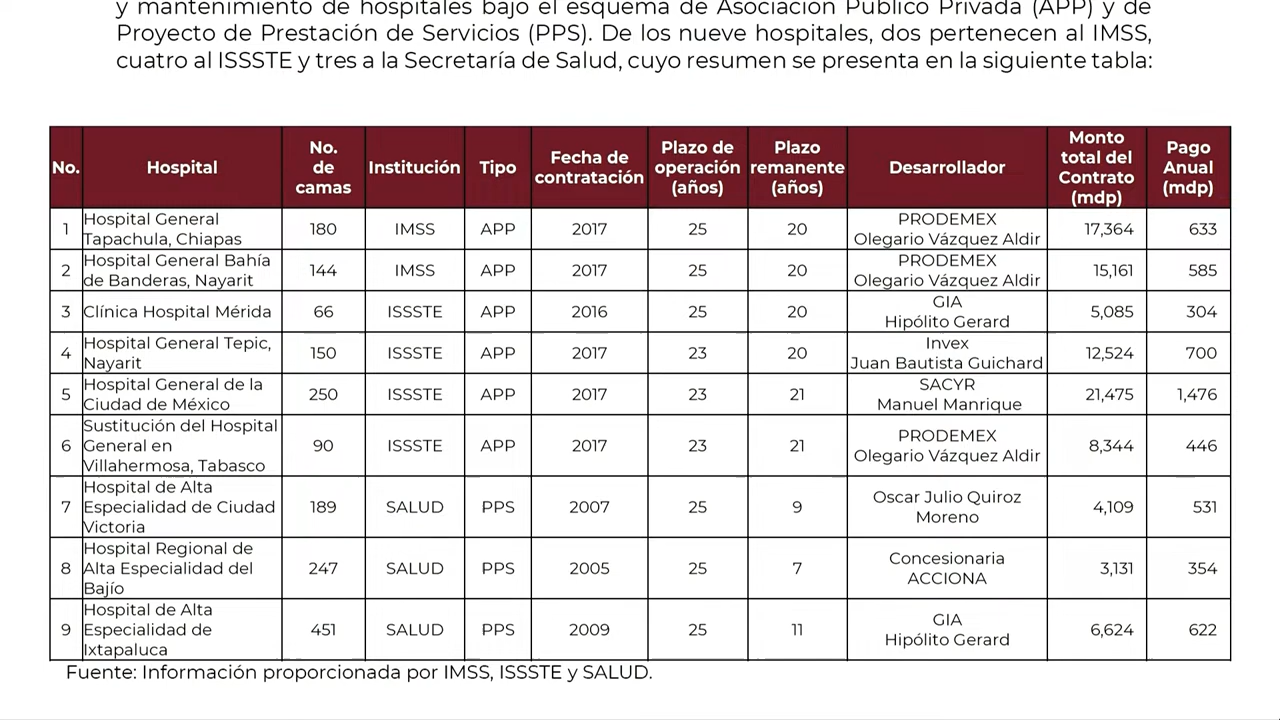 y mantenimiento de hospitales bajo el esquema de Asociación Público Privada (APP) y de
Proyecto de Prestación de Servicios (PPS). De los nueve hospitales, dos pertenecen al IMSS,
cuatro al ISSSTE y tres a la Secretaría de Salud, cuyo resumen se presenta en la siguiente tabla:
No. Hospital No. de camas Institución Tipo Fecha de contratación Plazo de operación (años) Plazo remanente (años) Desarrollador Monto total del Contrato (mdp) Pago Anual (mdp)
1 Hospital General Tapachula, Chiapas 180 IMSS APP 2017 25 20 PRODEMEX Olegario Vázquez Aldir 17,364 633
2 Hospital General Bahía de Banderas, Nayarit 144 IMSS APP 2017 25 20 PRODEMEX Olegario Vázquez Aldir 15,161 585
3 Clínica Hospital Mérida 66 ISSSTE APP 2016 25 20 GIA Hipólito Gerard 5,085 304
4 Hospital General Tepic, Nayarit 150 ISSSTE APP 2017 23 20 Invex Juan Bautista Guichard 12,524 700
5 Hospital General de la Ciudad de México 250 ISSSTE APP 2017 23 21 SACYR Manuel Manrique 21,475 1,476
6 Sustitución del Hospital General en Villahermosa, Tabasco 90 ISSSTE APP 2017 23 21 PRODEMEX Olegario Vázquez Aldir 8,344 446
7 Hospital de Alta Especialidad de Ciudad Victoria 189 SALUD PPS 2007 25 9 Oscar Julio Quiroz Moreno 4,109 531
8 Hospital Regional de Alta Especialidad del Bajío 247 SALUD PPS 2005 25 7 Concesionaria ACCIONA 3,131 354
9 Hospital de Alta Especialidad de Ixtapaluca 451 SALUD PPS 2009 25 11 GIA Hipólito Gerard 6,624 622
Fuente: Información proporcionada por IMSS, ISSSTE y SALUD.